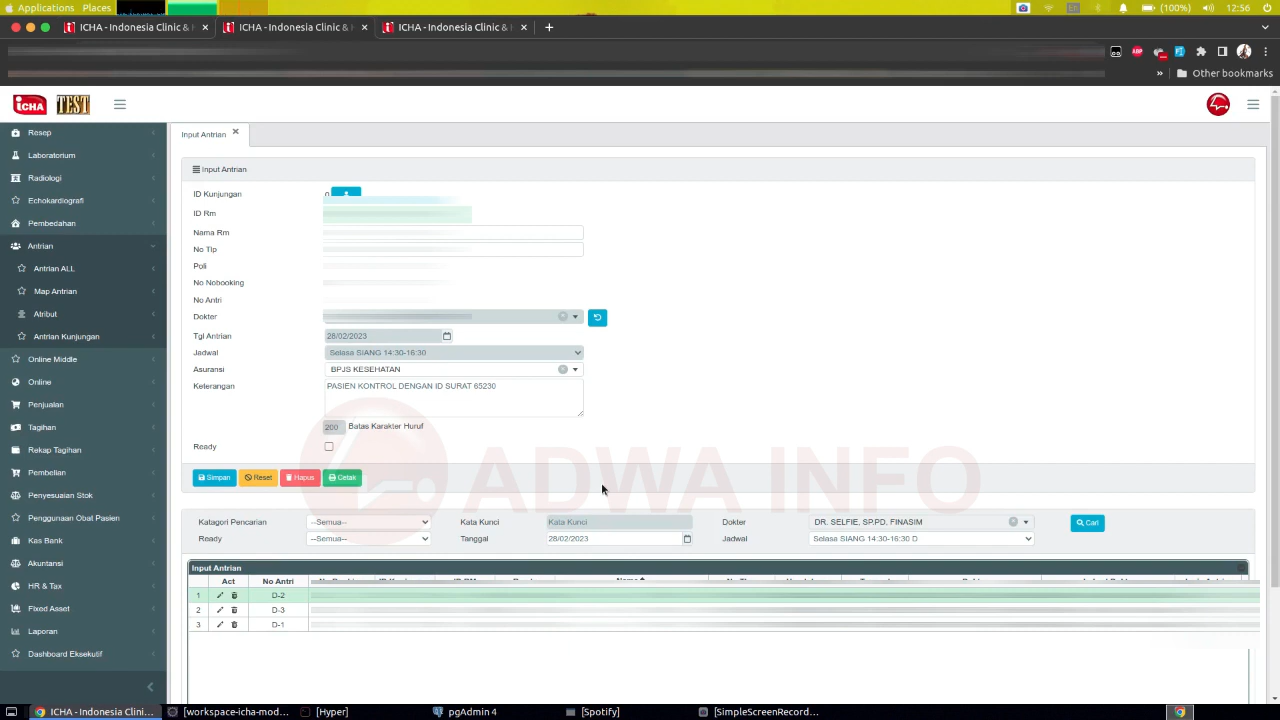 Applications Places
(100%) 12:56
ICHA - Indonesia Clinic & ICHA - Indonesia Clinic & ICHA - Indonesia Clinic &
ABP
» Other bookmarks
ICHA TEST
Resep
Laboratorium
Radiologi
Echokardiografi
Pembedahan
Antrian
Antrian ALL
Map Antrian
Atribut
Antrian Kunjungan
Online Middle
Online
Penjualan
Tagihan
Rekap Tagihan
Pembelian
Penyesuaian Stok
Penggunaan Obat Pasien
Kas Bank
Akuntansi
HR & Tax
Fixed Asset
Laporan
Dashboard Eksekutif
Input Antrian
Input Antrian
ID Kunjungan
ID Rm
Nama Rm
No Tlp
Poli
No Nobooking
No Antri
Dokter
Tgl Antrian 28/02/2023
Jadwal Selasa SIANG 14:30-16:30
Asuransi BPJS KESEHATAN
Keterangan PASIEN KONTROL DENGAN ID SURAT 65230
200 Batas Karakter Huruf
Ready
ADWA INFO
Simpan Reset Hapus Cetak
Katagori Pencarian --Semua-- Kata Kunci Kata Kunci Dokter DR. SELFIE, SP.PD. FINASIM Cari
Ready --Semua-- Tanggal 28/02/2023 Jadwal Selasa SIANG 14:30-16:30 D
Input Antrian
Act No Antri
1 D-2
2 D-3
3 D-1
ICHA - Indonesia Clini... [workspace-icha-mod... [Hyper] pgAdmin 4 [Spotify] [SimpleScreenRecord...